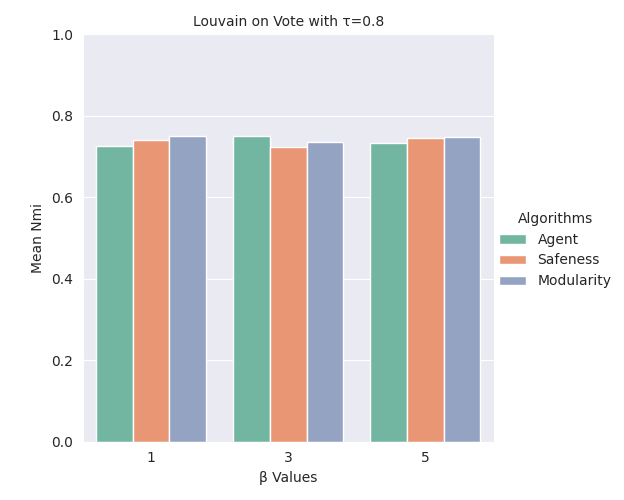 Louvain on Vote with τ=0.8
1.0
0.8
0.6
0.4
0.2
0.0
Mean Nmi
1 3 5
β Values
Algorithms
Agent
Safeness
Modularity